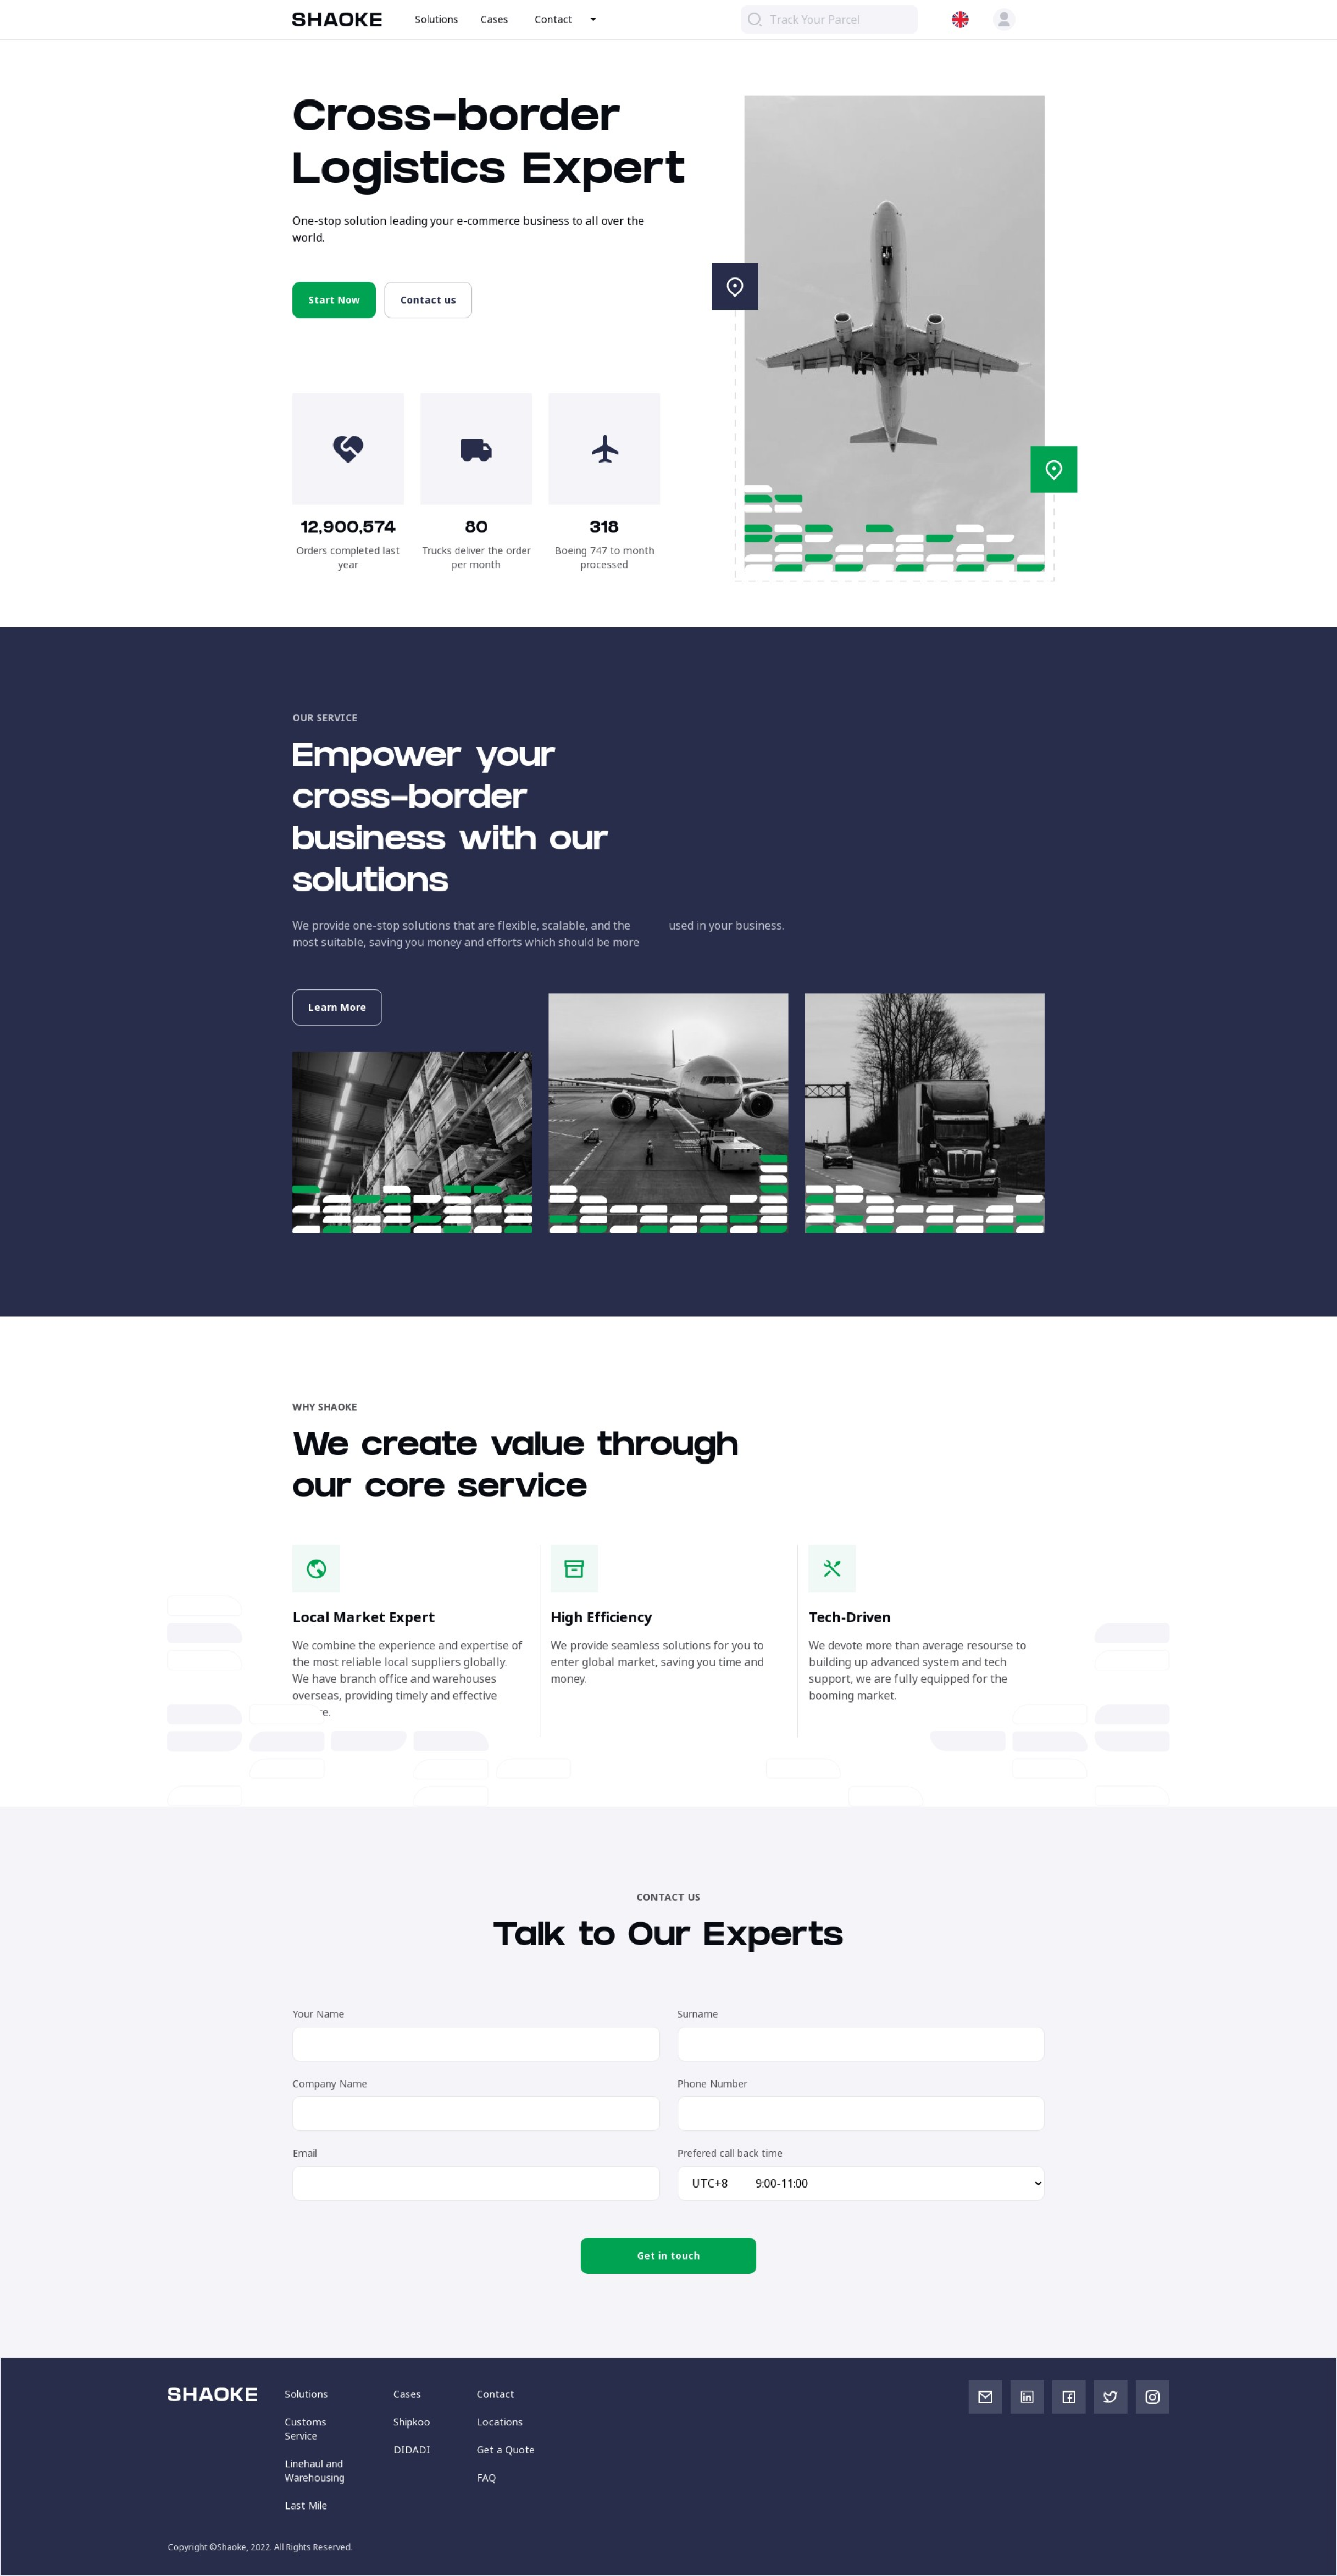 SHAOKE
Solutions
Cases
Contact
Track Your Parcel
Cross-border
Logistics Expert
One-stop solution leading your e-commerce business to all over the
world.
Start Now
Contact us
12,900,574
Orders completed last
year
80
Trucks deliver the order
per month
318
Boeing 747 to month
processed
OUR SERVICE
Empower your
cross-border
business with our
solutions
We provide one-stop solutions that are flexible, scalable, and the
most suitable, saving you money and efforts which should be more
used in your business.
Learn More
WHY SHAOKE
We create value through
our core service
Local Market Expert
We combine the experience and expertise of
the most reliable local suppliers globally.
We have branch office and warehouses
overseas, providing timely and effective
re.
High Efficiency
We provide seamless solutions for you to
enter global market, saving you time and
money.
Tech-Driven
We devote more than average resourse to
building up advanced system and tech
support, we are fully equipped for the
booming market.
CONTACT US
Talk to Our Experts
Your Name
Surname
Company Name
Phone Number
Email
Prefered call back time
UTC+8 9:00-11:00
Get in touch
SHAOKE
Solutions
Customs
Service
Linehaul and
Warehousing
Last Mile
Cases
Shipkoo
DIDADI
Contact
Locations
Get a Quote
FAQ
Copyright ©Shaoke, 2022. All Rights Reserved.